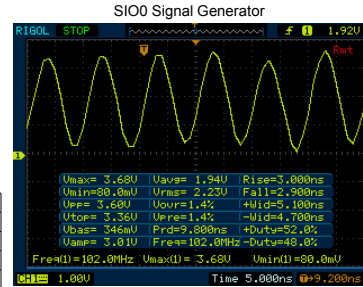 SIO0 Signal Generator
RIGOL STOP f 1 1.92V
T
Rmt
1
Vmax= 3.68V Vavg= 1.94V Rise=3.000ns
Vmin=80.0mV Vrms= 2.23V Fall=2.900ns
Vpp= 3.60V Vovr=1.4% +Wid=5.100ns
Vtop= 3.36V Vpre=1.4% -Wid=4.700ns
Vbas= 346mV Prd=9.800ns +Duty=52.0%
Vamp= 3.01V Freq=102.0MHz -Duty=48.0%
Freq(1)=102.0MHz Vmax(1)= 3.68V Vmin(1)=80.0mV
CH1 1.00V Time 5.000ns T→9.200ns